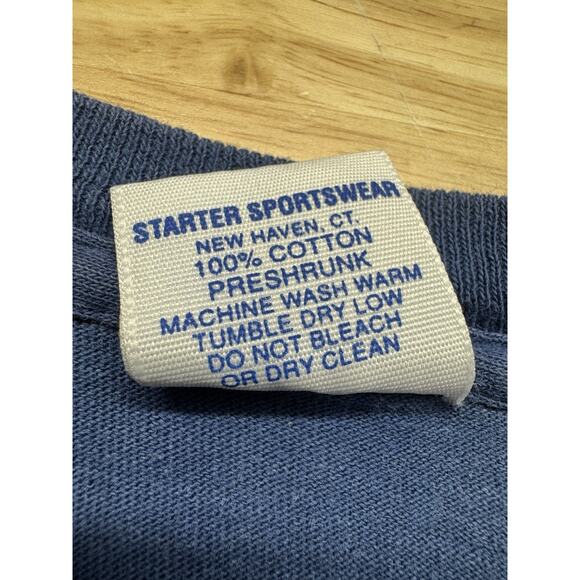 STARTER SPORTSWEAR
NEW HAVEN, CT.
100% COTTON
PRESHRUNK
MACHINE WASH WARM
TUMBLE DRY LOW
DO NOT BLEACH
OR DRY CLEAN